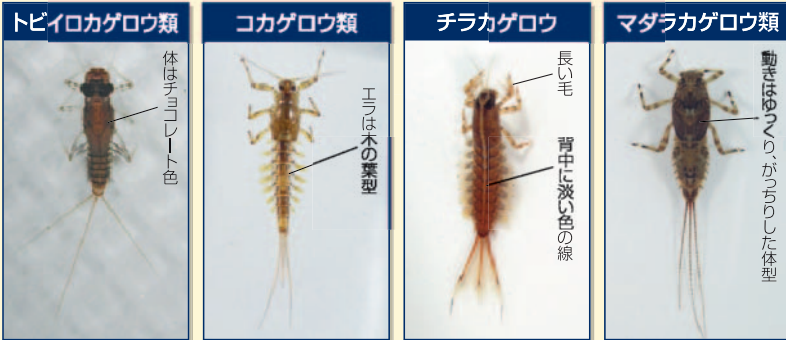 トビイロカゲロウ類
体はチョコレート色
コカゲロウ類
エラは木の葉型
チラカゲロウ
長い毛
背中に淡い色の線
マダラカゲロウ類
動きはゆっくり、がっちりした体型